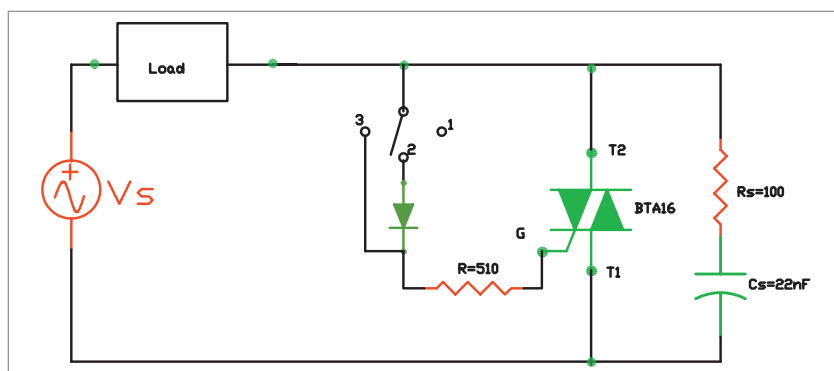 Load
3
1
2
T2
Vs
Rs=100
BTA16
G
R=510
T1
Cs=22nF